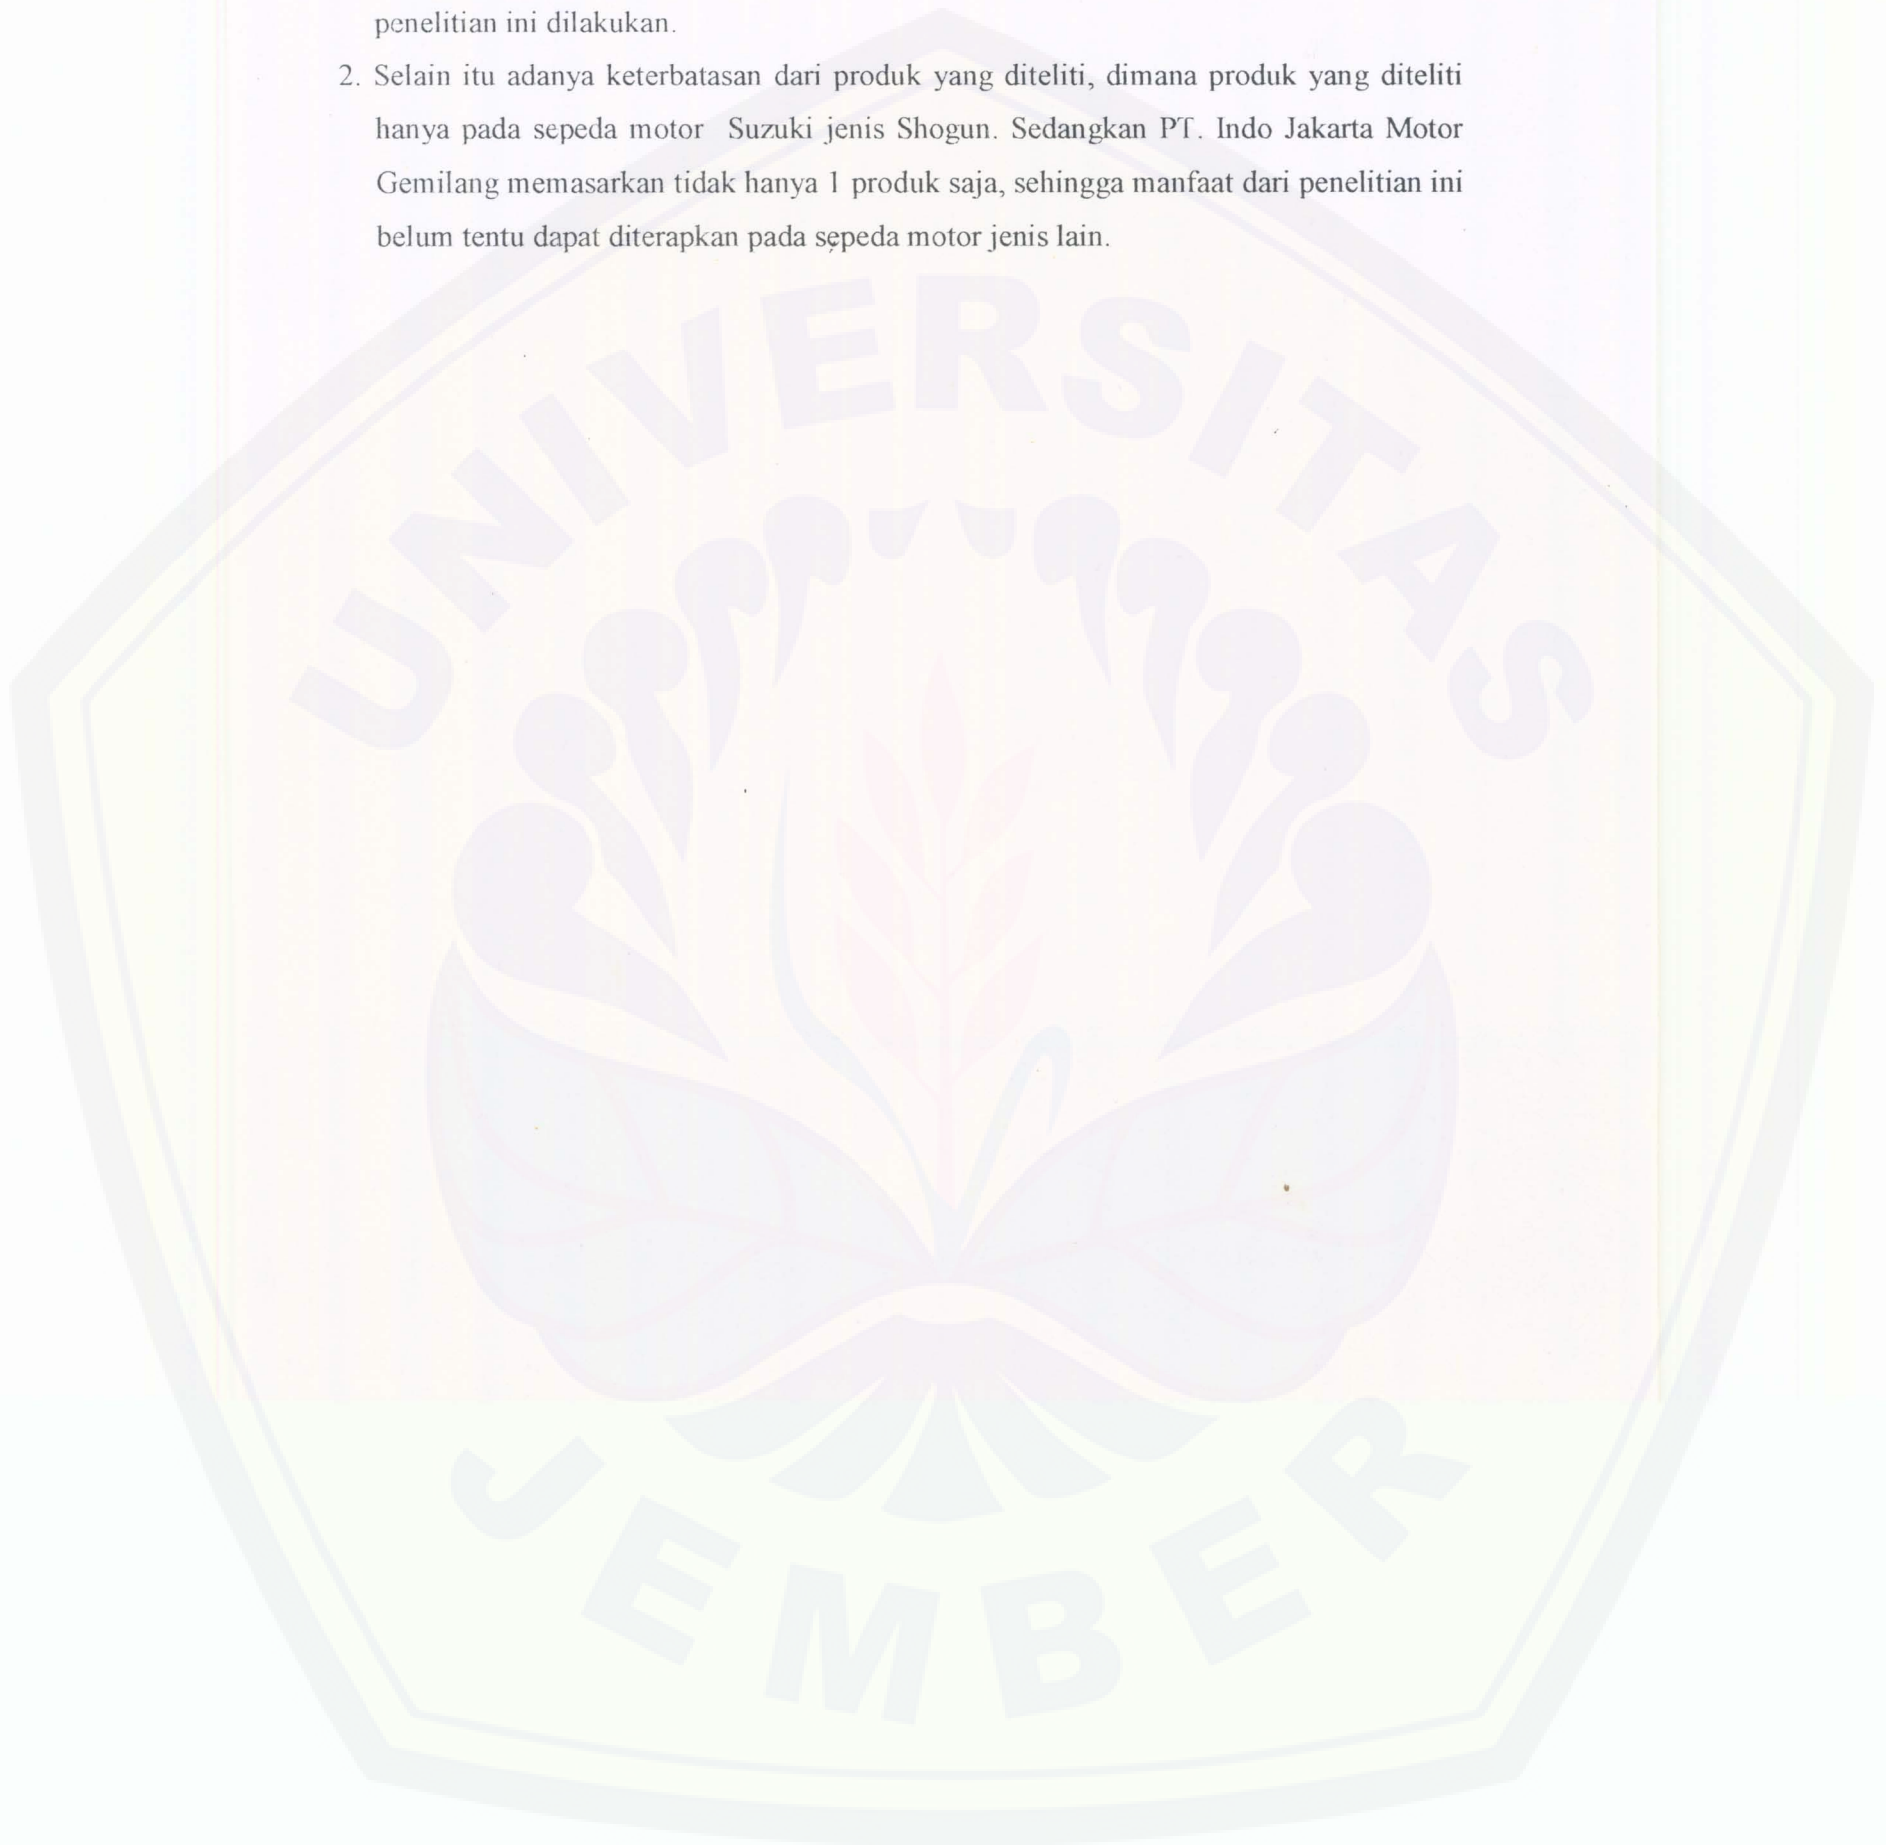 penelitian ini dilakukan.
2. Selain itu adanya keterbatasan dari produk yang diteliti, dimana produk yang diteliti
hanya pada sepeda motor Suzuki jenis Shogun. Sedangkan PT. Indo Jakarta Motor
Gemilang memasarkan tidak hanya 1 produk saja, sehingga manfaat dari penelitian ini
belum tentu dapat diterapkan pada sepeda motor jenis lain.
UNIVERSITAS
JEMBER